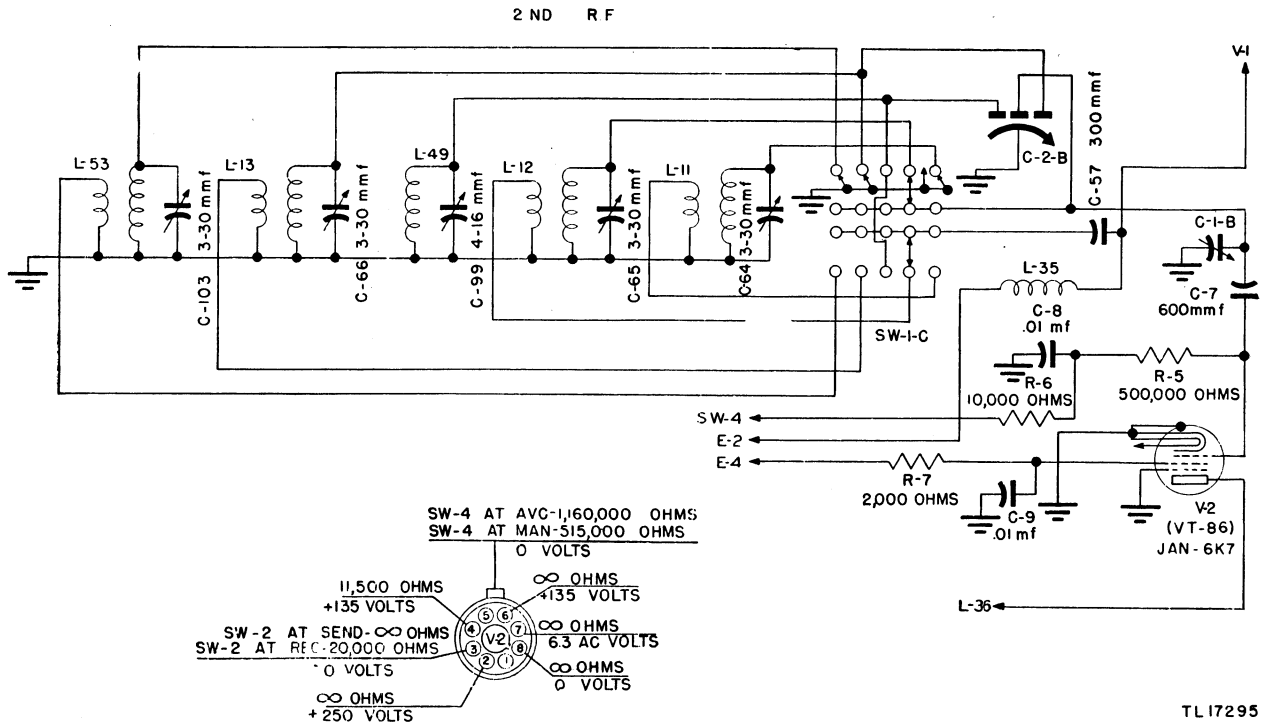 2 ND R F
V-1
L-53
L-13
L-49
L-12
L-11
C-103 3-30 mmf
C-66 3-30 mmf
C-99 4-16 mmf
C-65 3-30 mmf
C-64 3-30 mmf
C-2-B
C-57 300 mmf
C-1-B
C-7
600mmf
L-35
C-8
.01 mf
SW-1-C
R-6
10,000 OHMS
R-5
500,000 OHMS
SW-4
E-2
E-4
R-7
2,000 OHMS
C-9
.01 mf
V-2
(VT-86)
JAN-6K7
L-36
SW-4 AT AVC-1,160,000 OHMS
SW-4 AT MAN-515,000 OHMS
0 VOLTS
11,500 OHMS
+135 VOLTS
∞ OHMS
+135 VOLTS
SW-2 AT SEND-∞ OHMS
SW-2 AT REC-20,000 OHMS
0 VOLTS
∞ OHMS
6.3 AC VOLTS
∞ OHMS
0 VOLTS
∞ OHMS
+250 VOLTS
5 6
4 V-2 7
3 8
2 1
TL17295